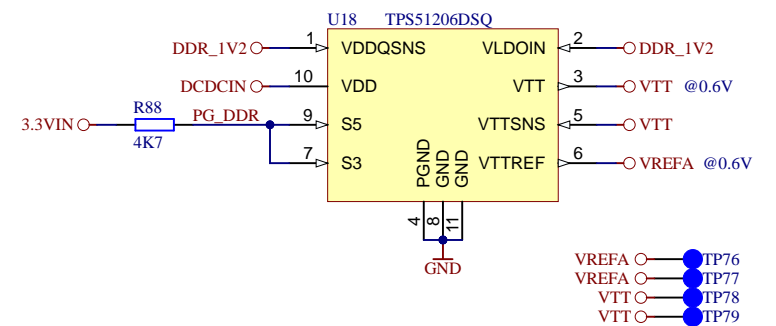 U18 TPS51206DSQ
DDR_1V2 1 VDDQSNS VLDOIN 2 DDR_1V2
DCDCIN 10 VDD VTT 3 VTT @0.6V
3.3VIN R88 4K7 PG_DDR 9 S5 VTTSNS 5 VTT
7 S3 VTTREF 6 VREFA @0.6V
PGND GND GND
4 8 11
GND
VREFA TP76
VREFA TP77
VTT TP78
VTT TP79